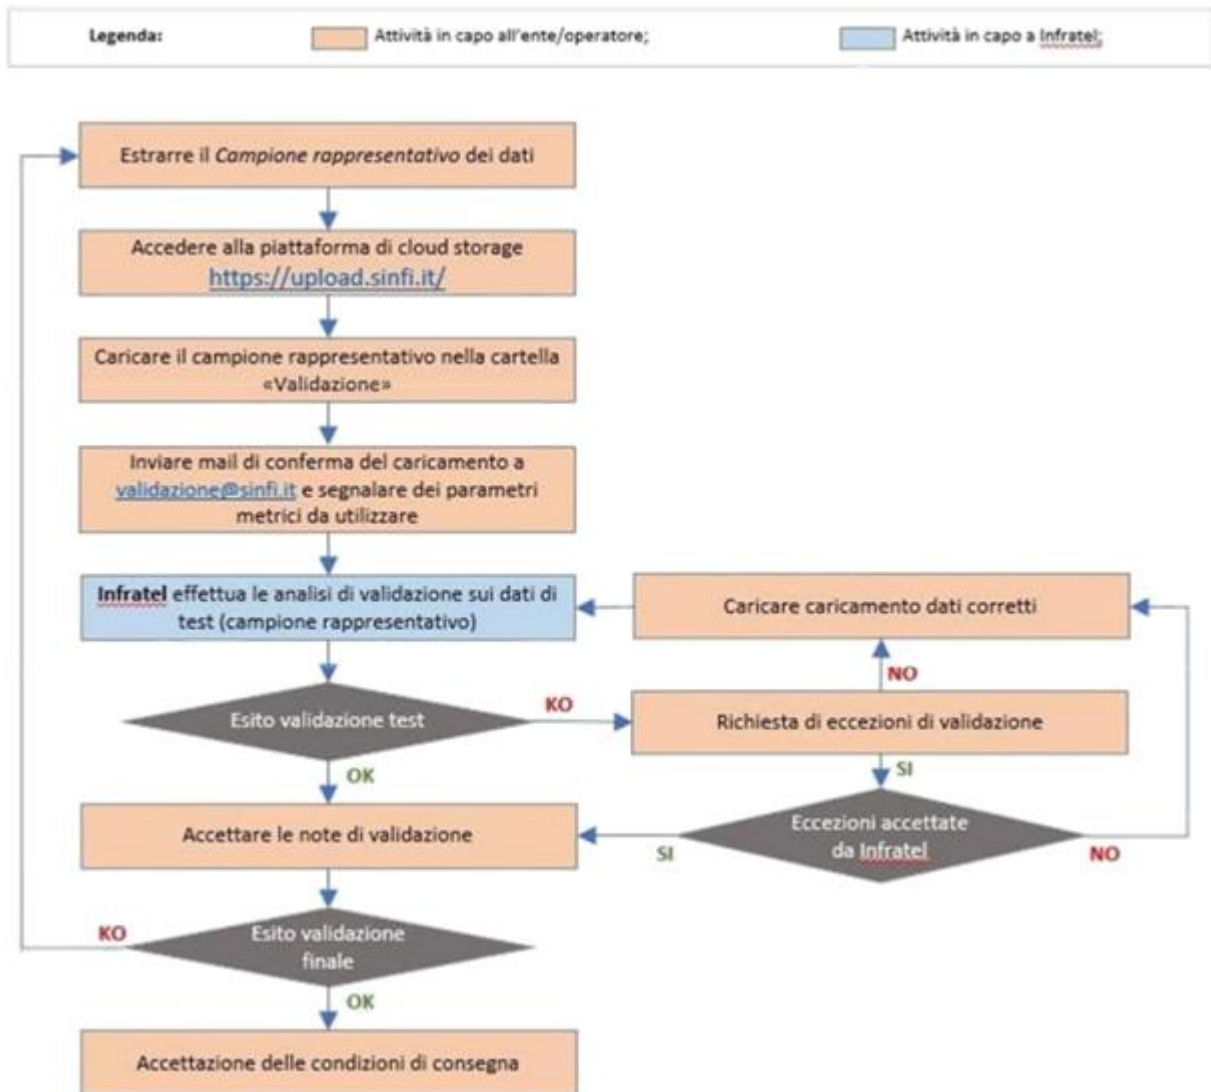 Legenda:
Attività in capo all'ente/operatore;
Attività in capo a Infratel;
Estrarre il Campione rappresentativo dei dati
Accedere alla piattaforma di cloud storage
https://upload.sinfi.it/
Caricare il campione rappresentativo nella cartella
«Validazione»
Inviare mail di conferma del caricamento a
validazione@sinfi.it e segnalare dei parametri
metrici da utilizzare
Infratel effettua le analisi di validazione sui dati di
test (campione rappresentativo)
Caricare caricamento dati corretti
NO
Esito validazione test
KO
Richiesta di eccezioni di validazione
OK
SI
Accettare le note di validazione
SI
Eccezioni accettate
da Infratel
NO
KO
Esito validazione
finale
OK
Accettazione delle condizioni di consegna